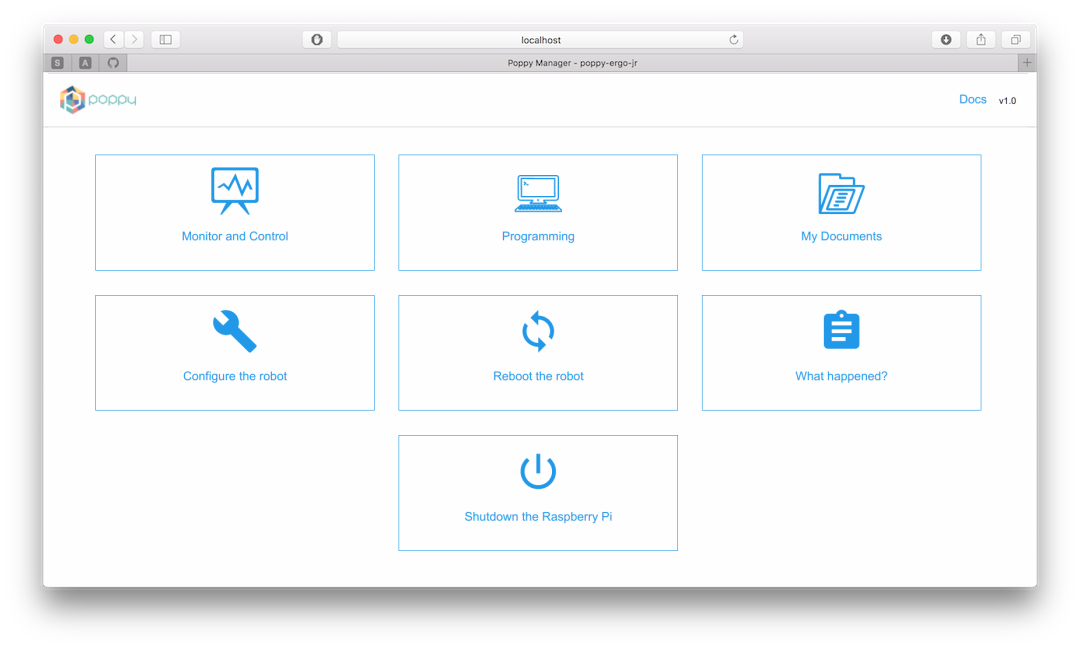 localhost
S
A
Poppy Manager - poppy-ergo-jr
poppy
Docs
v1.0
Monitor and Control
Programming
My Documents
Configure the robot
Reboot the robot
What happened?
Shutdown the Raspberry Pi